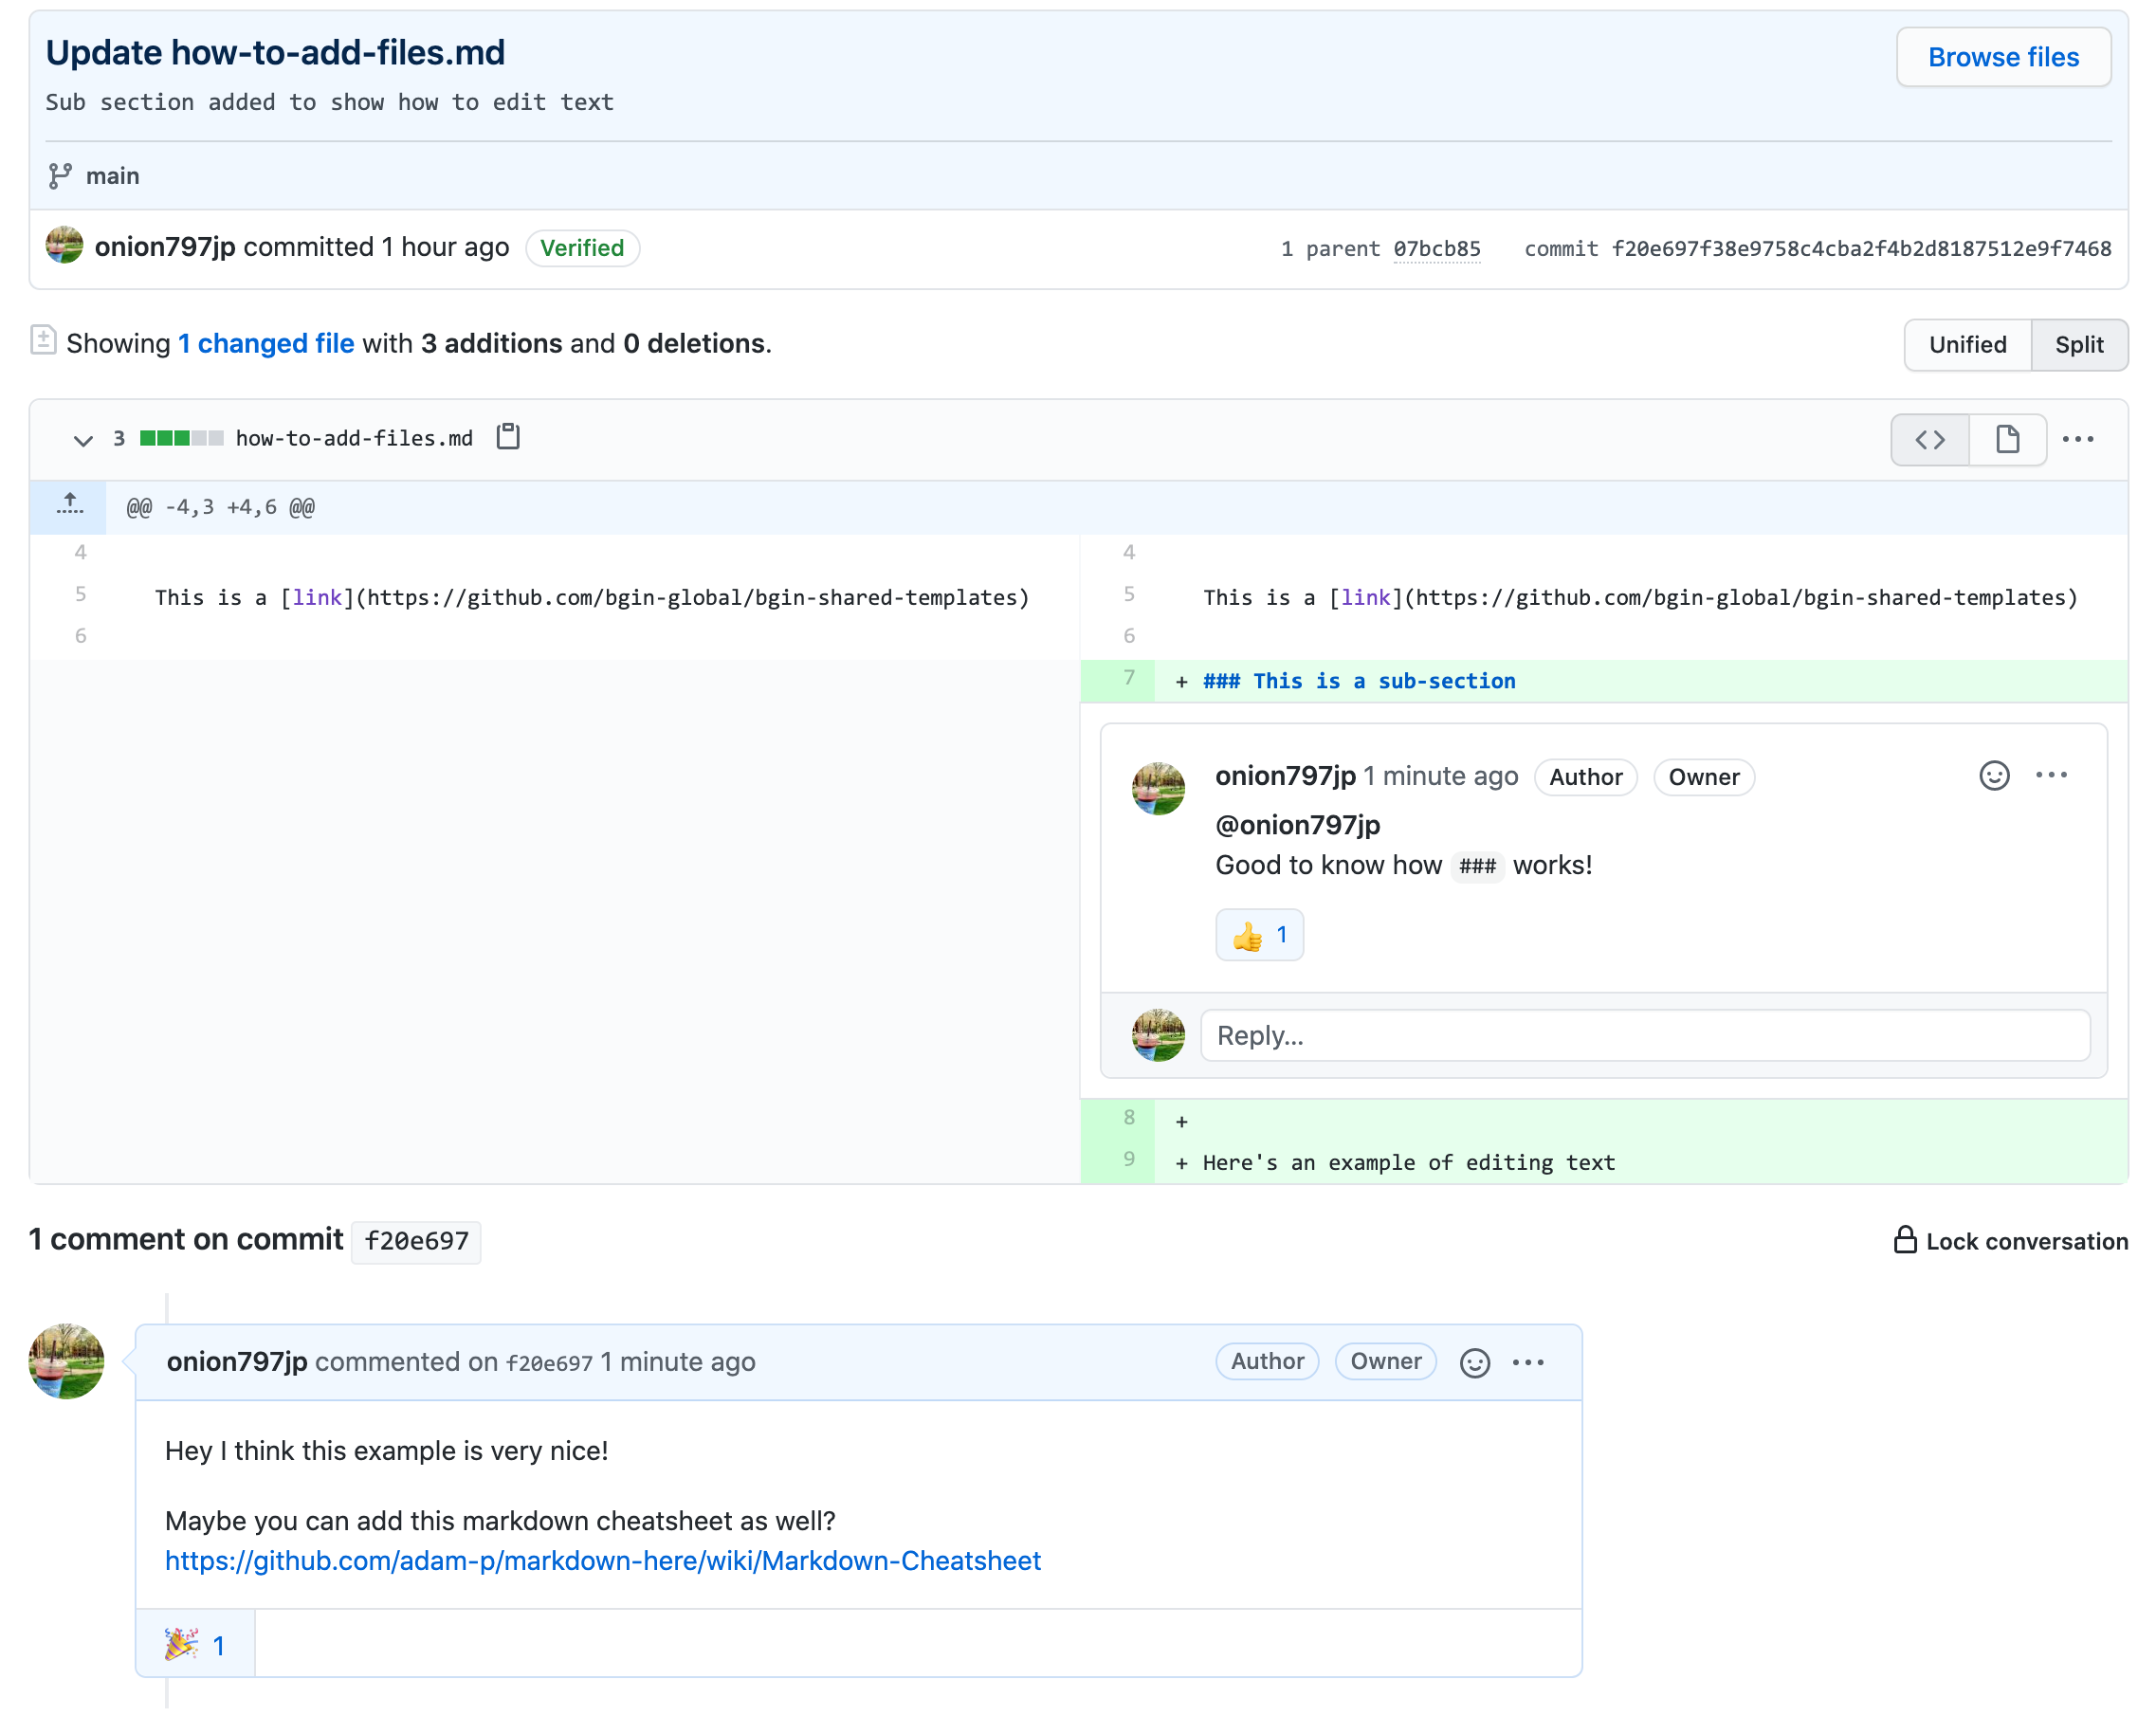 Update how-to-add-files.md
Browse files
Sub section added to show how to edit text
main
onion797jp committed 1 hour ago Verified 1 parent 07bcb85 commit f20e697f38e9758c4cba2f4b2d8187512e9f7468
Showing 1 changed file with 3 additions and 0 deletions.
Unified Split
3 how-to-add-files.md
@@ -4,3 +4,6 @@
4 4
5 This is a [link](https://github.com/bgin-global/bgin-shared-templates) 5 This is a [link](https://github.com/bgin-global/bgin-shared-templates)
6 6
7 + ### This is a sub-section
onion797jp 1 minute ago Author Owner
@onion797jp
Good to know how ### works!
👍 1
Reply...
8 +
9 + Here's an example of editing text
1 comment on commit f20e697
Lock conversation
onion797jp commented on f20e697 1 minute ago Author Owner
Hey I think this example is very nice!
Maybe you can add this markdown cheatsheet as well?
https://github.com/adam-p/markdown-here/wiki/Markdown-Cheatsheet
🎉 1